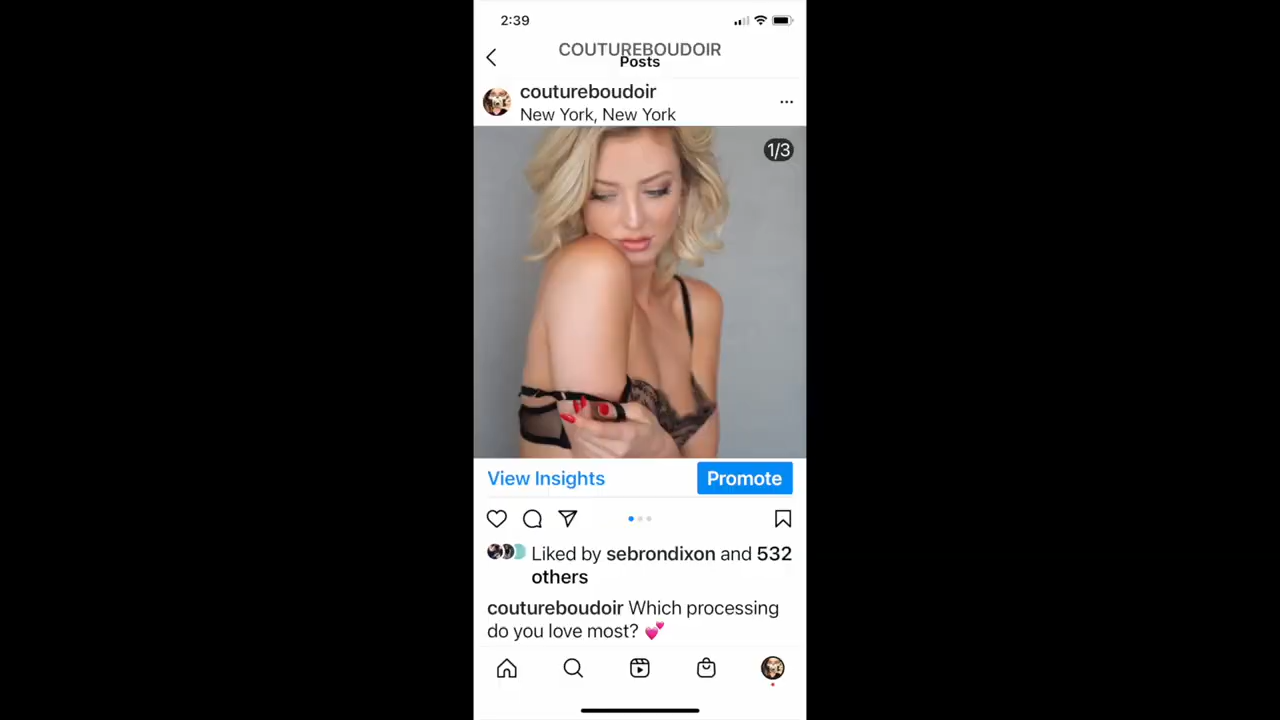 2:39
COUTUREBOUDOIR
Posts
coutureboudoir
New York, New York
1/3
View Insights
Promote
Liked by sebrondixon and 532
others
coutureboudoir Which processing
do you love most? 💕